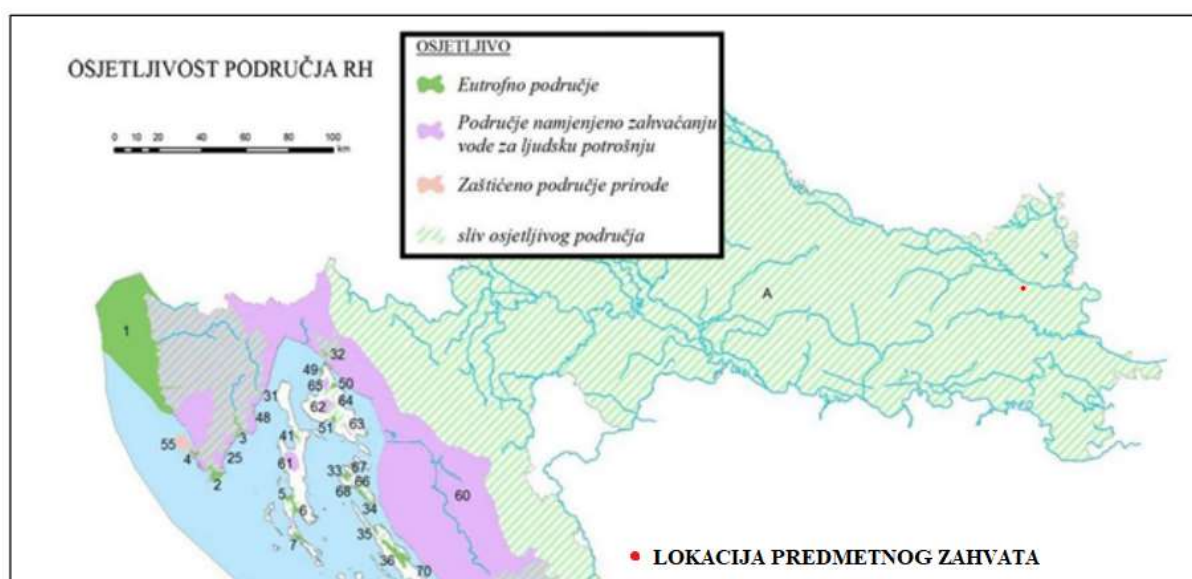 OSJETLJIVOST PODRUČJA RH
0 10 20 40 60 80 100
km
OSJETLJIVO
Eutrofno područje
Područje namjenjeno zahvaćanju
vode za ljudsku potrošnju
Zaštićeno područje prirode
sliv osjetljivog područja
A
1
32
49
65
50
31
62
64
48
51
63
3
41
55
4
25
61
2
33
67
66
68
60
5
6
34
7
35
36
70
LOKACIJA PREDMETNOG ZAHVATA